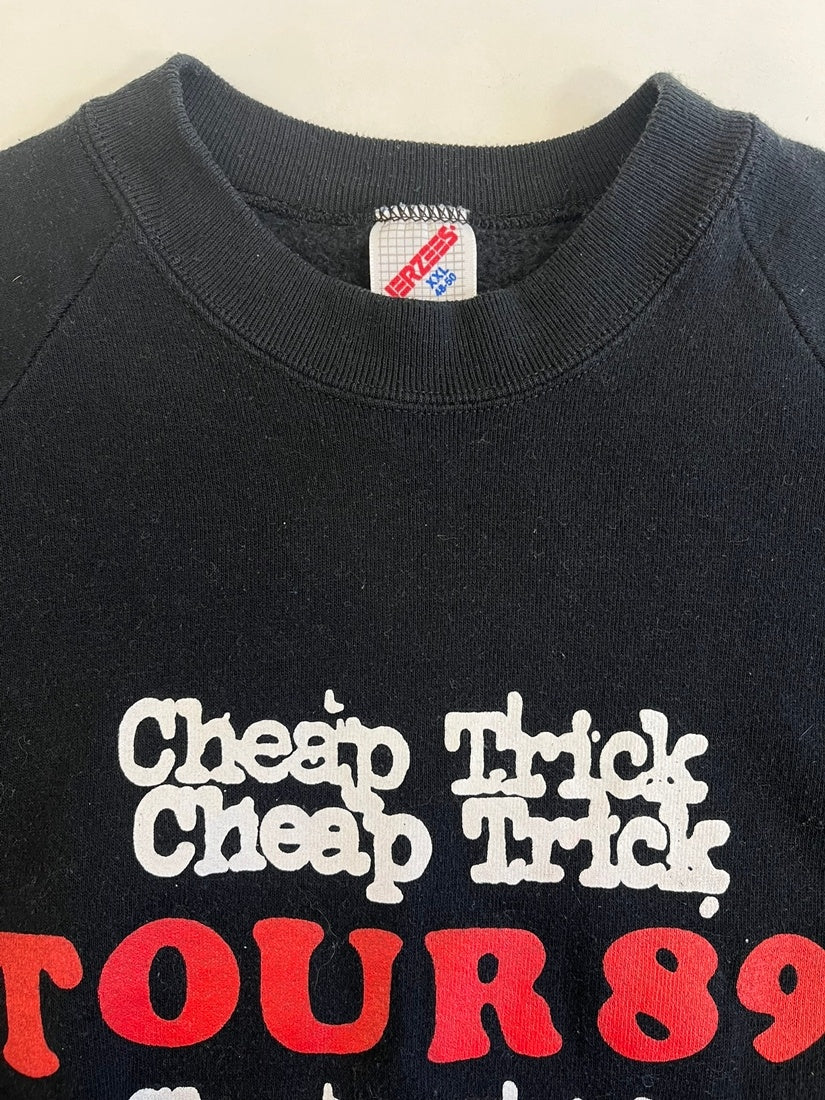 JERZEES
XXL
48-50
Cheap Trick
Cheap Trick
TOUR 89